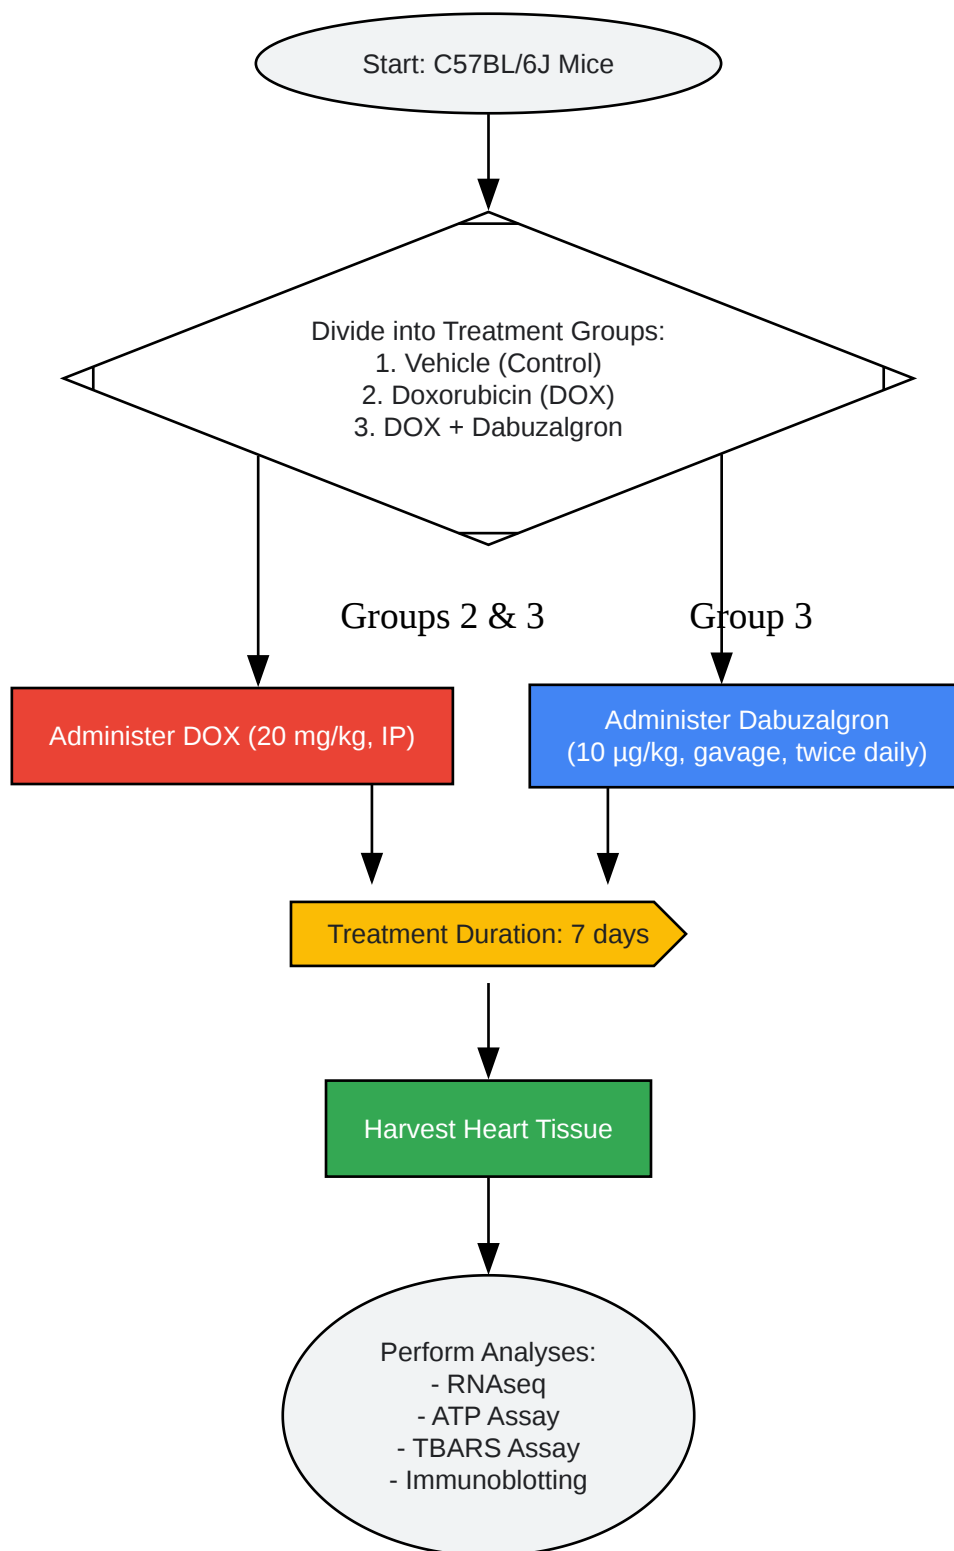 Start: C57BL/6J Mice
Divide into Treatment Groups:
1. Vehicle (Control)
2. Doxorubicin (DOX)
3. DOX + Dabuzalgron
Groups 2 & 3
Group 3
Administer DOX (20 mg/kg, IP)
Administer Dabuzalgron
(10 µg/kg, gavage, twice daily)
Treatment Duration: 7 days
Harvest Heart Tissue
Perform Analyses:
- RNAseq
- ATP Assay
- TBARS Assay
- Immunoblotting